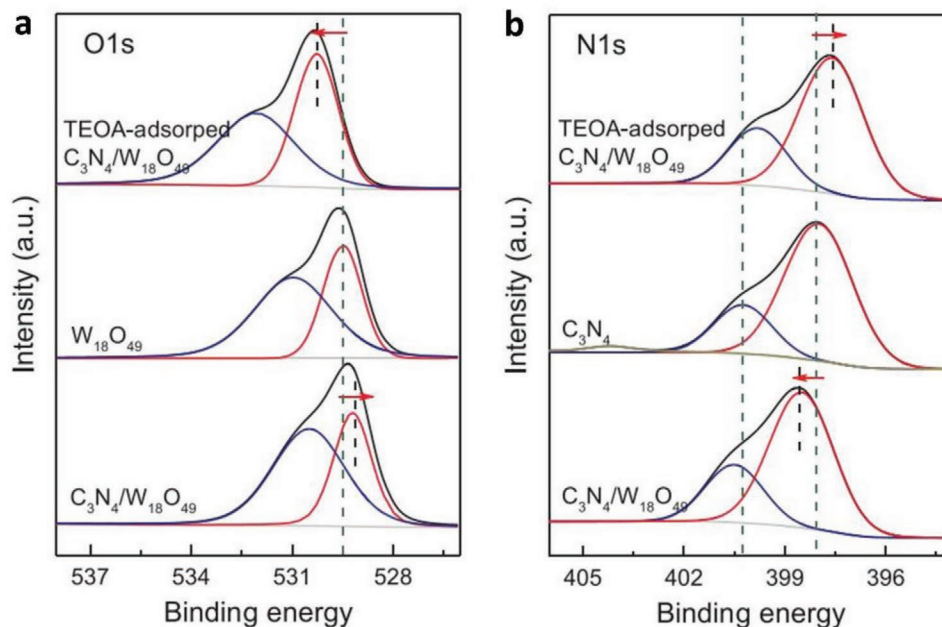 a
O1s
TEOA-adsorped
C₃N₄/W₁₈O₄₉
W₁₈O₄₉
C₃N₄/W₁₈O₄₉
Intensity (a.u.)
537 534 531 528
Binding energy
b
N1s
TEOA-adsorped
C₃N₄/W₁₈O₄₉
C₃N₄
C₃N₄/W₁₈O₄₉
Intensity (a.u.)
405 402 399 396
Binding energy